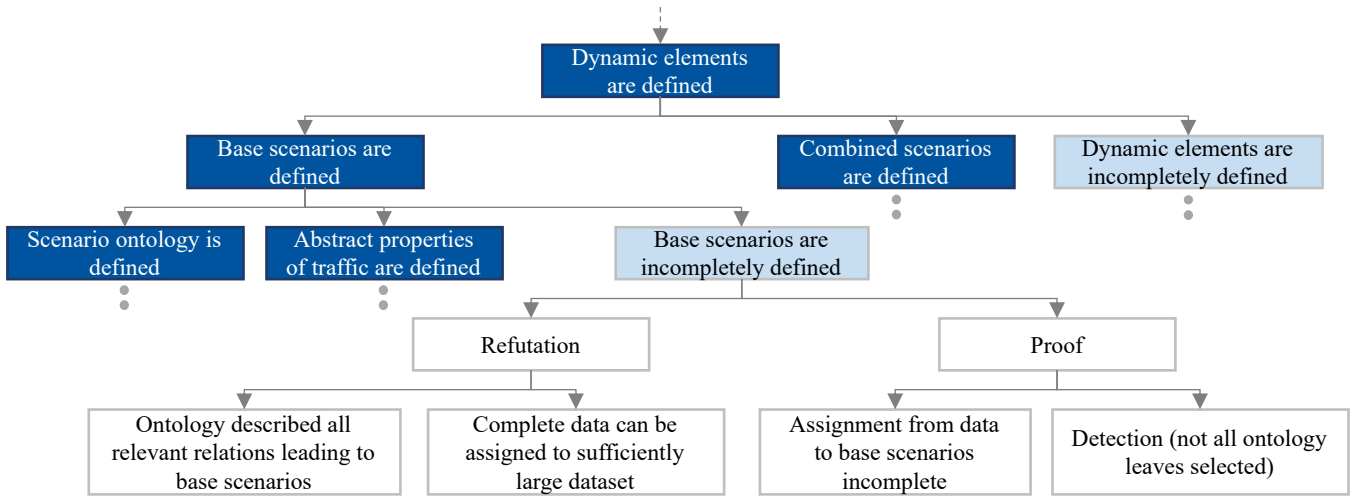 Dynamic elements
are defined
Base scenarios are
defined
Combined scenarios
are defined
Dynamic elements are
incompletely defined
Scenario ontology is
defined
Abstract properties
of traffic are defined
Base scenarios are
incompletely defined
Refutation
Proof
Ontology described all
relevant relations leading to
base scenarios
Complete data can be
assigned to sufficiently
large dataset
Assignment from data
to base scenarios
incomplete
Detection (not all ontology
leaves selected)